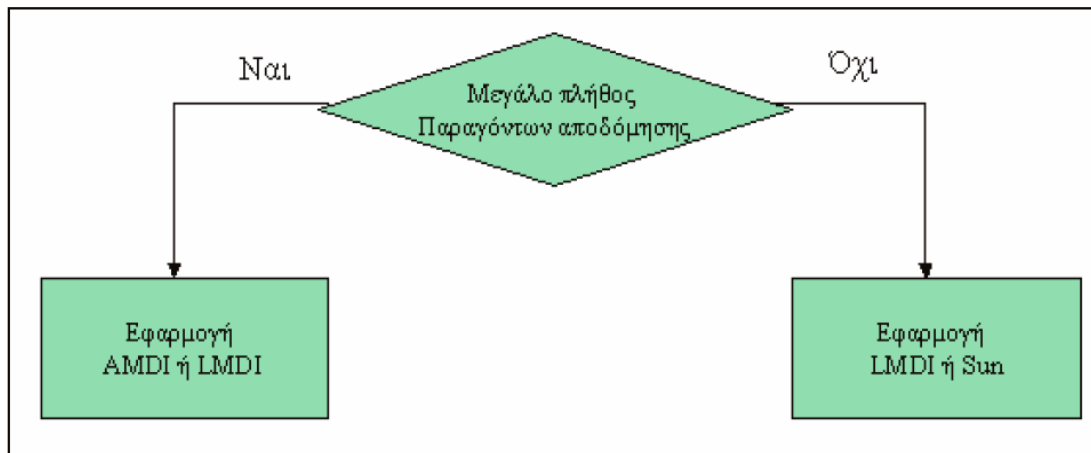 Ναι
Όχι
Μεγάλο πλήθος
Παραγόντων αποδόμησης
Εφαρμογή
AMDI ή LMDI
Εφαρμογή
LMDI ή Sun